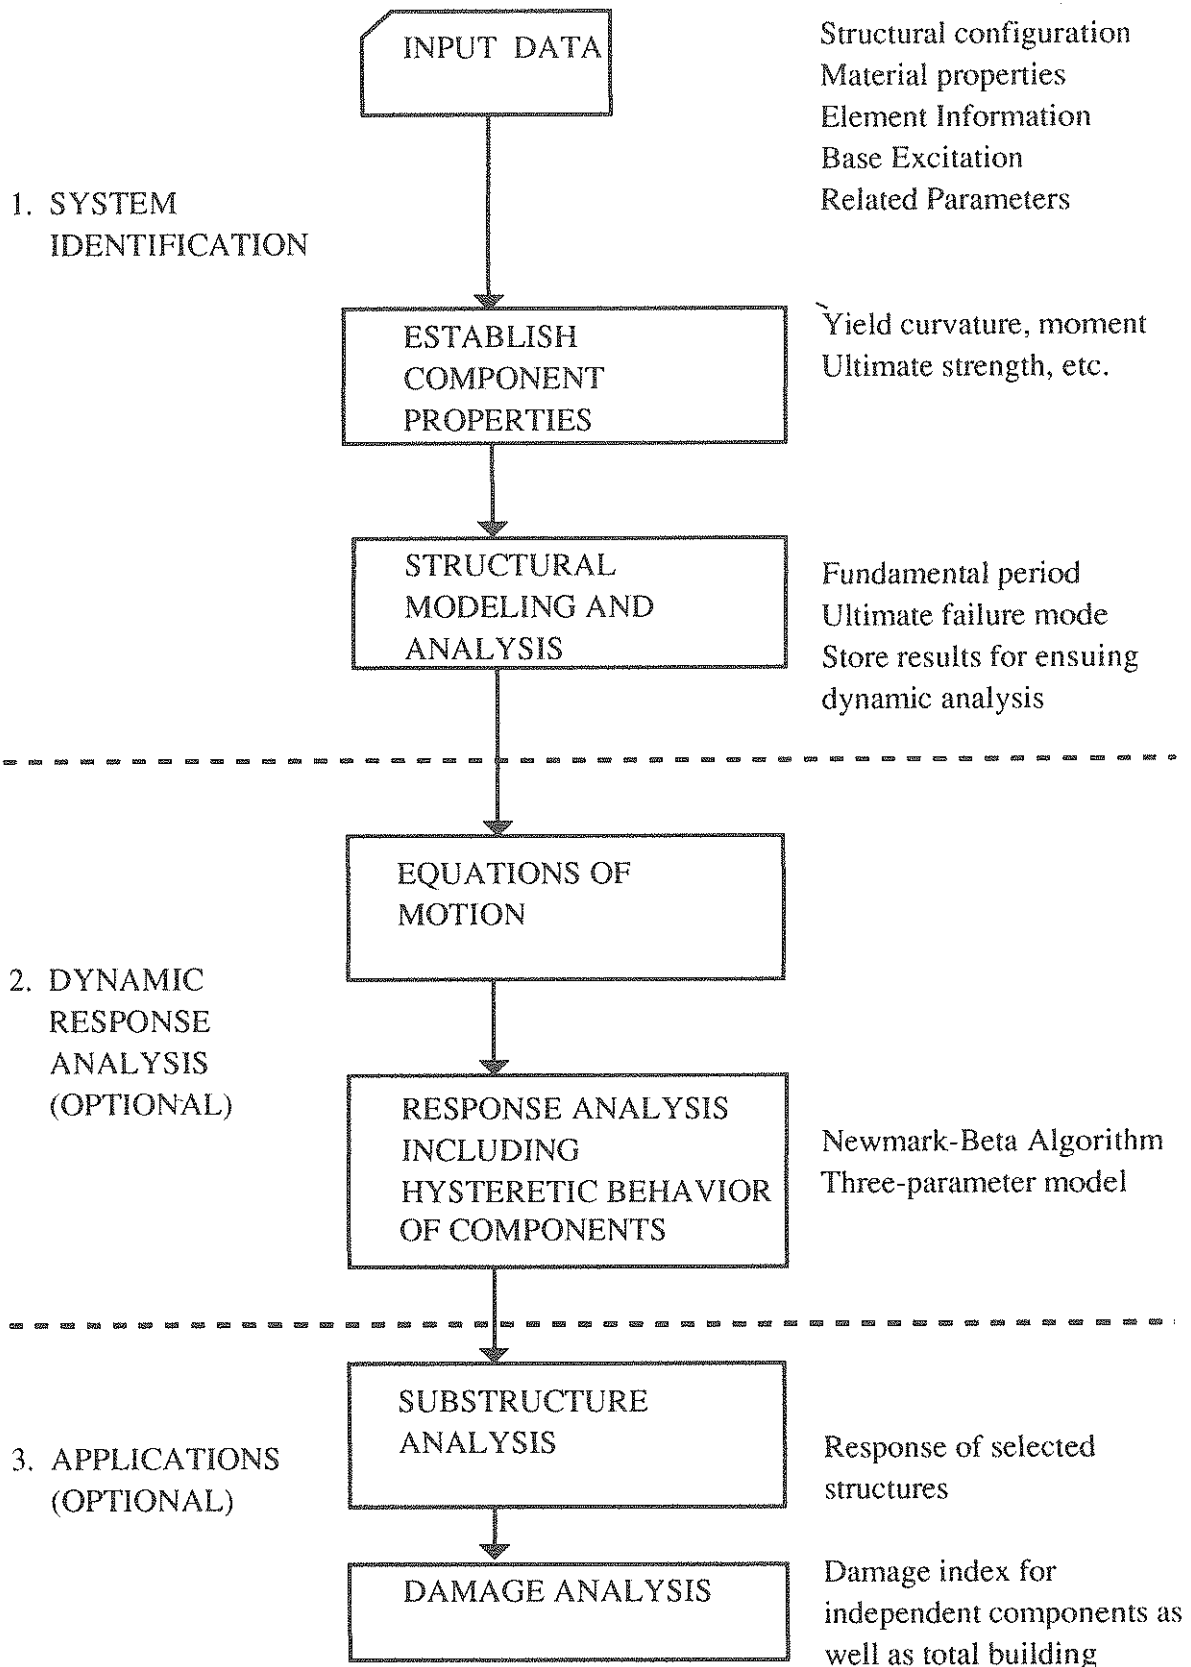 INPUT DATA
Structural configuration
Material properties
Element Information
Base Excitation
Related Parameters
1. SYSTEM
IDENTIFICATION
ESTABLISH
COMPONENT
PROPERTIES
Yield curvature, moment
Ultimate strength, etc.
STRUCTURAL
MODELING AND
ANALYSIS
Fundamental period
Ultimate failure mode
Store results for ensuing
dynamic analysis
EQUATIONS OF
MOTION
2. DYNAMIC
RESPONSE
ANALYSIS
(OPTIONAL)
RESPONSE ANALYSIS
INCLUDING
HYSTERETIC BEHAVIOR
OF COMPONENTS
Newmark-Beta Algorithm
Three-parameter model
SUBSTRUCTURE
ANALYSIS
3. APPLICATIONS
(OPTIONAL)
Response of selected
structures
DAMAGE ANALYSIS
Damage index for
independent components as
well as total building